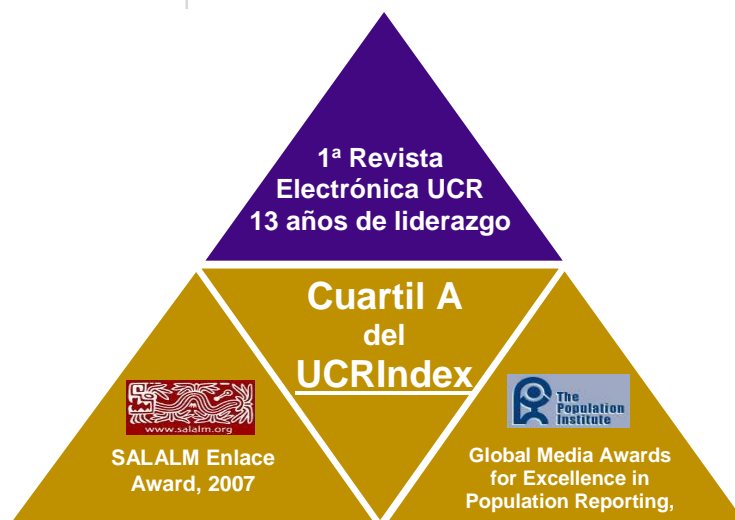 1ª Revista
Electrónica UCR
13 años de liderazgo
Cuartil A
del
UCRIndex
www.salalm.org
SALALM Enlace
Award, 2007
The
Population
Institute
Global Media Awards
for Excellence in
Population Reporting,